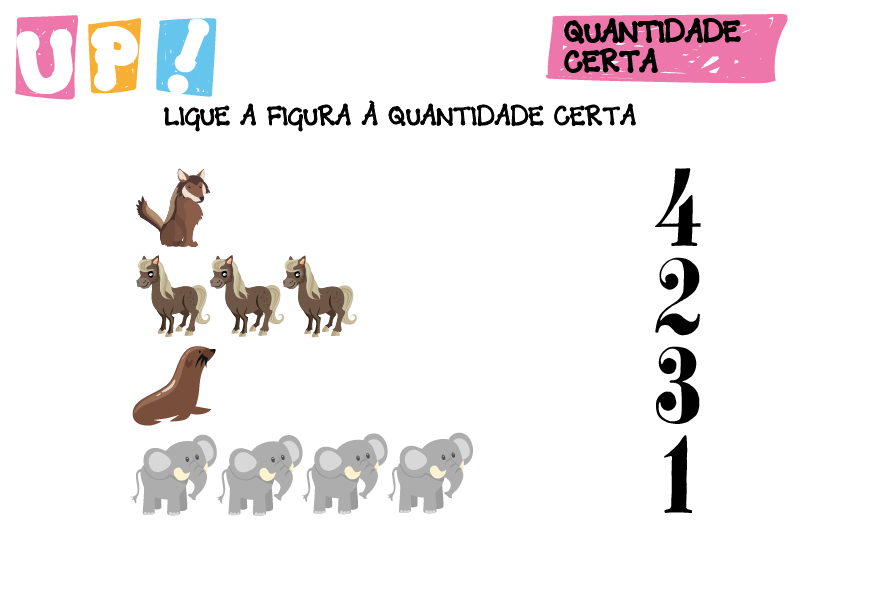 UP!
QUANTIDADE
CERTA
LIGUE A FIGURA À QUANTIDADE CERTA
4
2
3
1